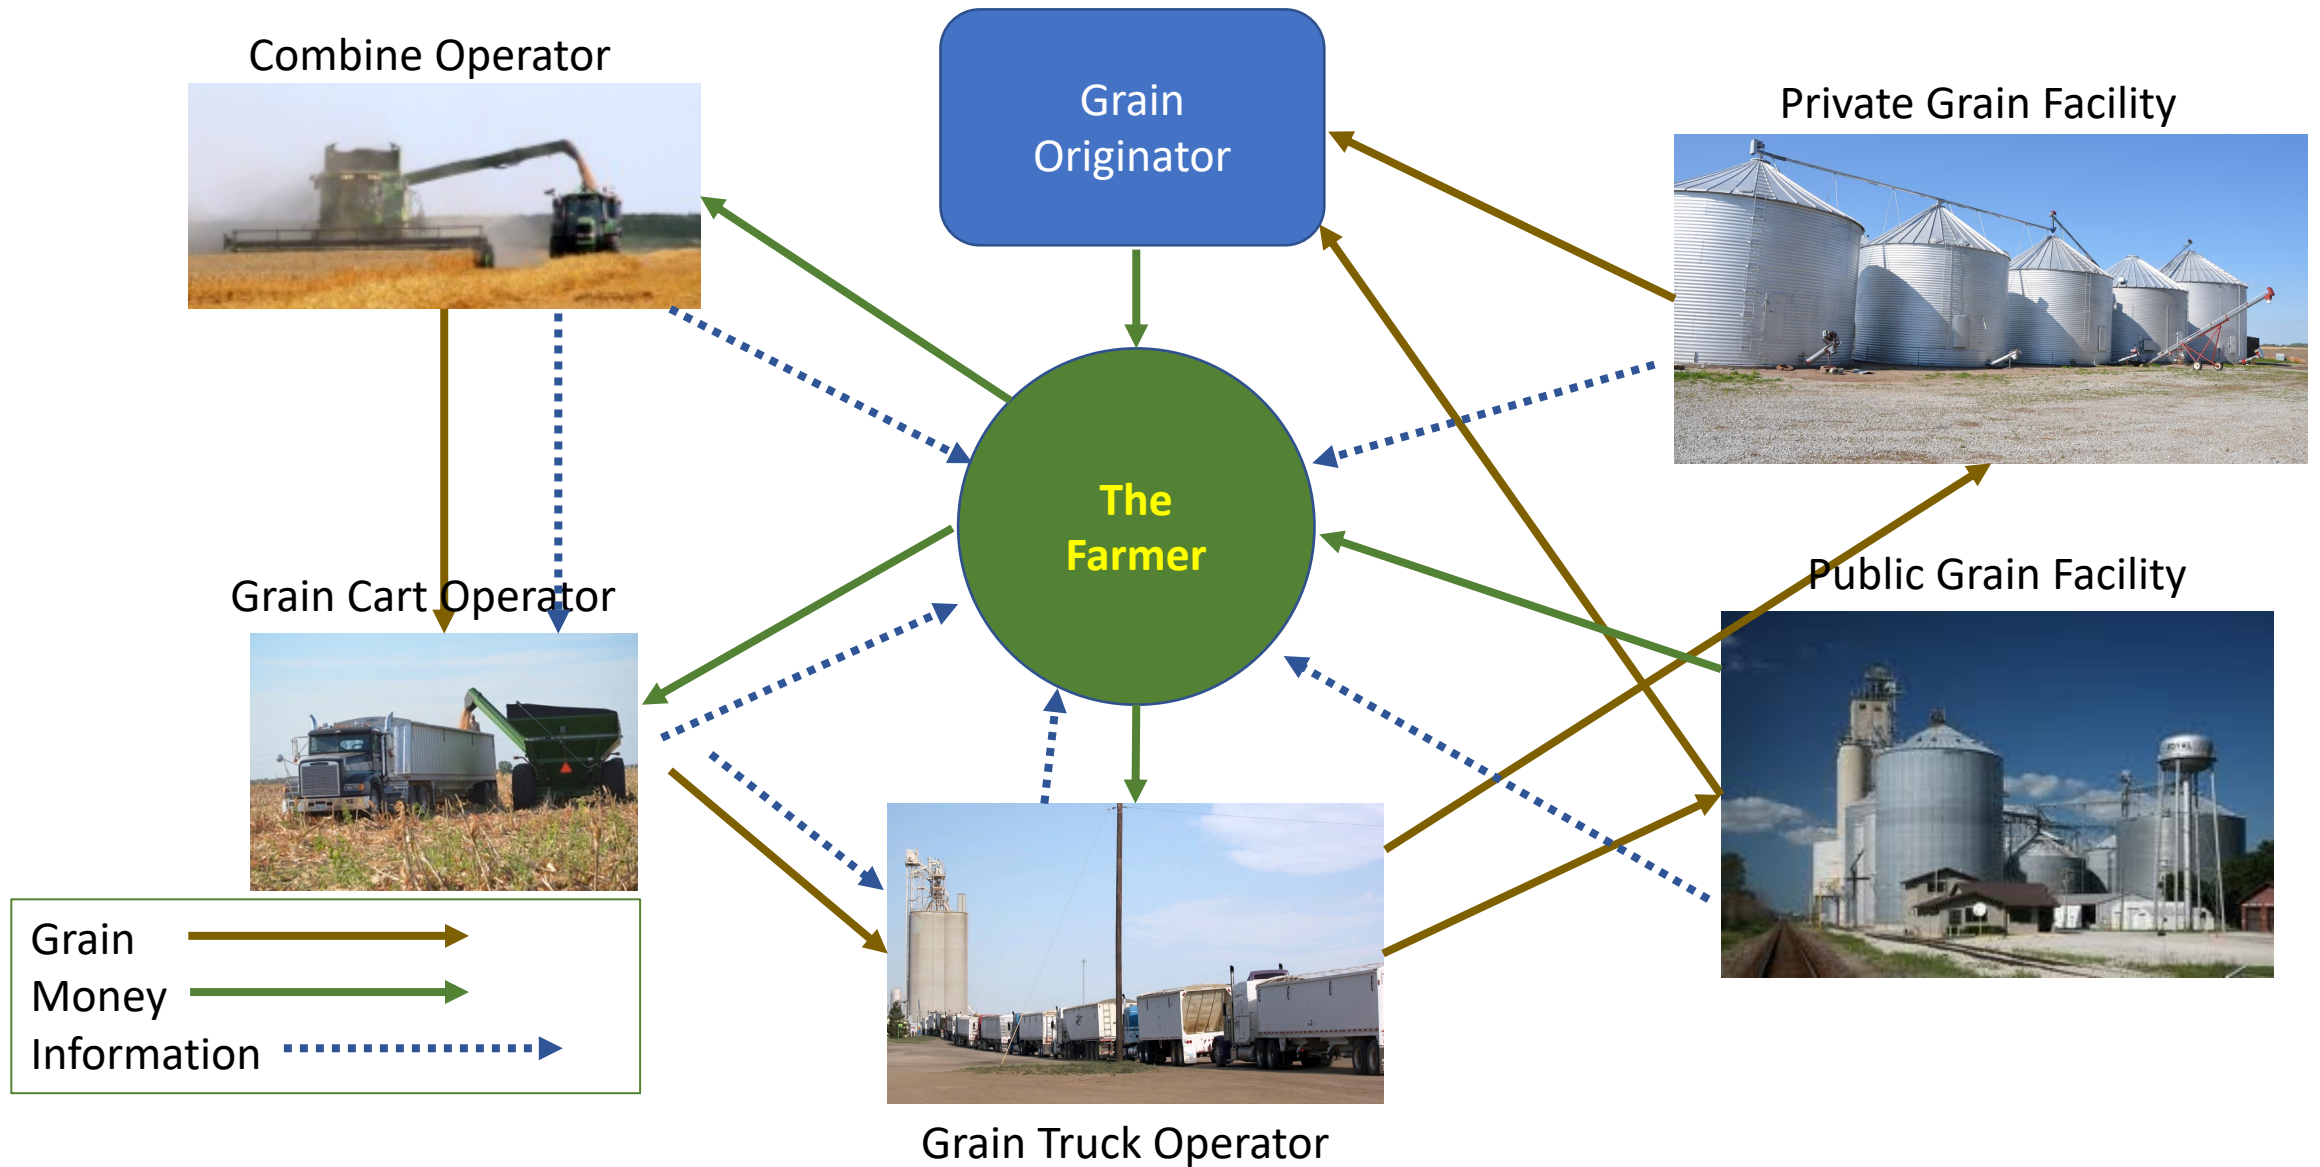 Combine Operator
Grain
Originator
Private Grain Facility
The
Farmer
Grain Cart Operator
Public Grain Facility
Grain
Money
Information
Grain Truck Operator